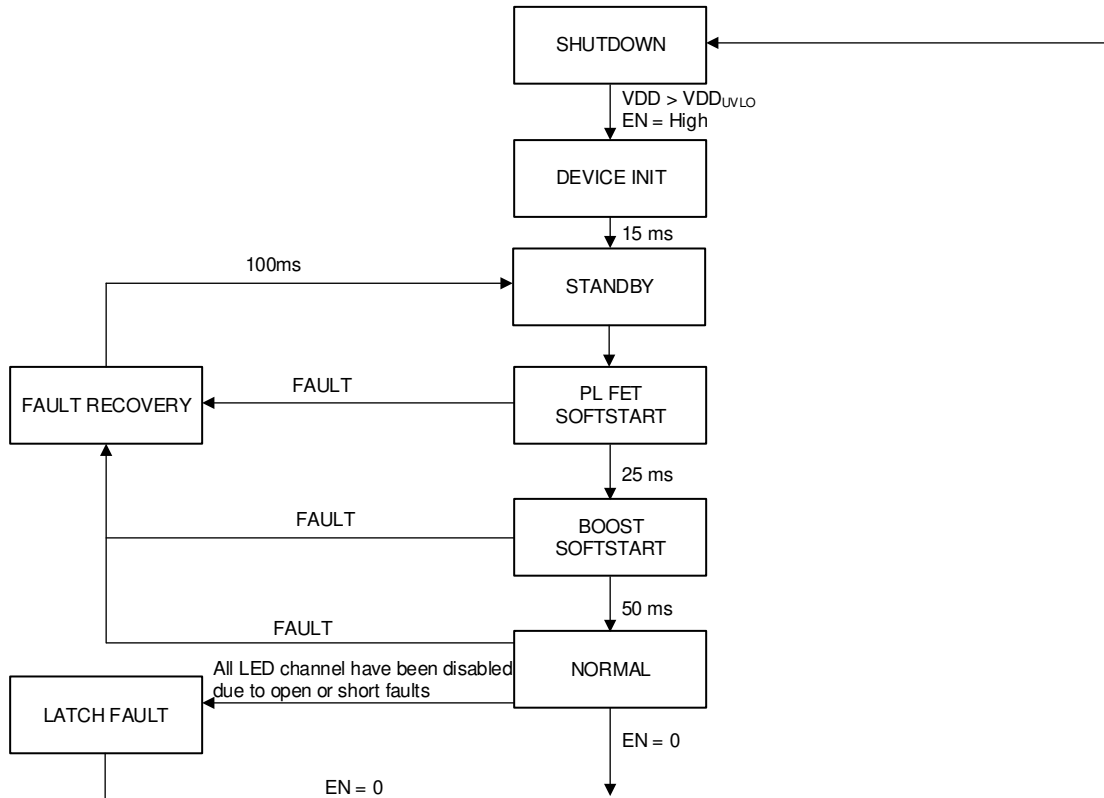 SHUTDOWN
VDD > VDDUVLO
EN = High
DEVICE INIT
15 ms
100ms
STANDBY
FAULT
FAULT RECOVERY
PL FET
SOFTSTART
25 ms
FAULT
BOOST
SOFTSTART
50 ms
FAULT
NORMAL
All LED channel have been disabled
due to open or short faults
LATCH FAULT
EN = 0
EN = 0